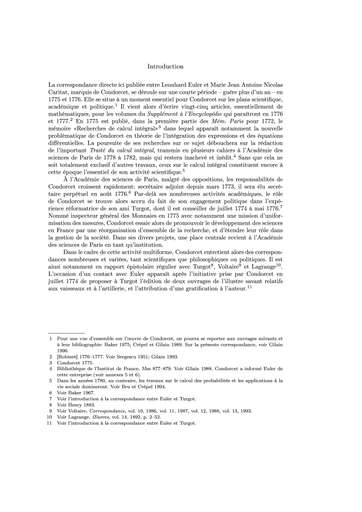 Introduction
La correspondance directe ici publiée entre Leonhard Euler et Marie Jean Antoine Nicolas
Caritat, marquis de Condorcet, se déroule sur une courte période – guère plus d'un an – en
1775 et 1776. Elle se situe à un moment essentiel pour Condorcet sur les plans scientifique,
académique et politique.1 Il vient alors d'écrire vingt-cinq articles, essentiellement de
mathématiques, pour les volumes du Supplément à l'Encyclopédie qui paraîtront en 1776
et 1777.2 En 1775 est publié, dans la première partie des Mém. Paris pour 1772, le
mémoire «Recherches de calcul intégral»3 dans lequel apparaît notamment la nouvelle
problématique de Condorcet en théorie de l'intégration des expressions et des équations
différentielles. La poursuite de ses recherches sur ce sujet débouchera sur la rédaction
de l'important Traité du calcul intégral, transmis en plusieurs cahiers à l'Académie des
sciences de Paris de 1778 à 1782, mais qui restera inachevé et inédit.4 Sans que cela ne
soit totalement exclusif d'autres travaux, ceux sur le calcul intégral constituent encore à
cette époque l'essentiel de son activité scientifique.5
À l'Académie des sciences de Paris, malgré des oppositions, les responsabilités de
Condorcet croissent rapidement: secrétaire adjoint depuis mars 1773, il sera élu secré-
taire perpétuel en août 1776.6 Par-delà ses nombreuses activités académiques, le rôle
de Condorcet se trouve alors accru du fait de son engagement politique dans l'expé-
rience réformatrice de son ami Turgot, dont il est conseiller de juillet 1774 à mai 1776.7
Nommé inspecteur général des Monnaies en 1775 avec notamment une mission d'unifor-
misation des mesures, Condorcet essaie alors de promouvoir le développement des sciences
en France par une réorganisation d'ensemble de la recherche, et d'étendre leur rôle dans
la gestion de la société. Dans ses divers projets, une place centrale revient à l'Académie
des sciences de Paris en tant qu'institution.
Dans le cadre de cette activité multiforme, Condorcet entretient alors des correspon-
dances nombreuses et variées, tant scientifiques que philosophiques ou politiques. Il est
ainsi notamment en rapport épistolaire régulier avec Turgot8, Voltaire9 et Lagrange10.
L'occasion d'un contact avec Euler apparaît après l'initiative prise par Condorcet en
juillet 1774 de proposer à Turgot l'édition de deux ouvrages de l'illustre savant relatifs
aux vaisseaux et à l'artillerie, et l'attribution d'une gratification à l'auteur.11
1 Pour une vue d'ensemble sur l'œuvre de Condorcet, on pourra se reporter aux ouvrages suivants et
à leur bibliographie: Baker 1975; Crépel et Gilain 1989. Sur la présente correspondance, voir Gilain
1996.
2 [Robinet] 1776–1777. Voir Sergescu 1951; Gilain 1993.
3 Condorcet 1775.
4 Bibliothèque de l'Institut de France, Mss 877–879. Voir Gilain 1988. Condorcet a informé Euler de
cette entreprise (voir annexes 5 et 6).
5 Dans les années 1780, au contraire, les travaux sur le calcul des probabilités et les applications à la
vie sociale domineront. Voir Bru et Crépel 1994.
6 Voir Baker 1967.
7 Voir l'introduction à la correspondance entre Euler et Turgot.
8 Voir Henry 1883.
9 Voir Voltaire, Correspondance, vol. 10, 1986, vol. 11, 1987, vol. 12, 1988, vol. 13, 1993.
10 Voir Lagrange, Œuvres, vol. 14, 1892, p. 2–52.
11 Voir l'introduction à la correspondance entre Euler et Turgot.